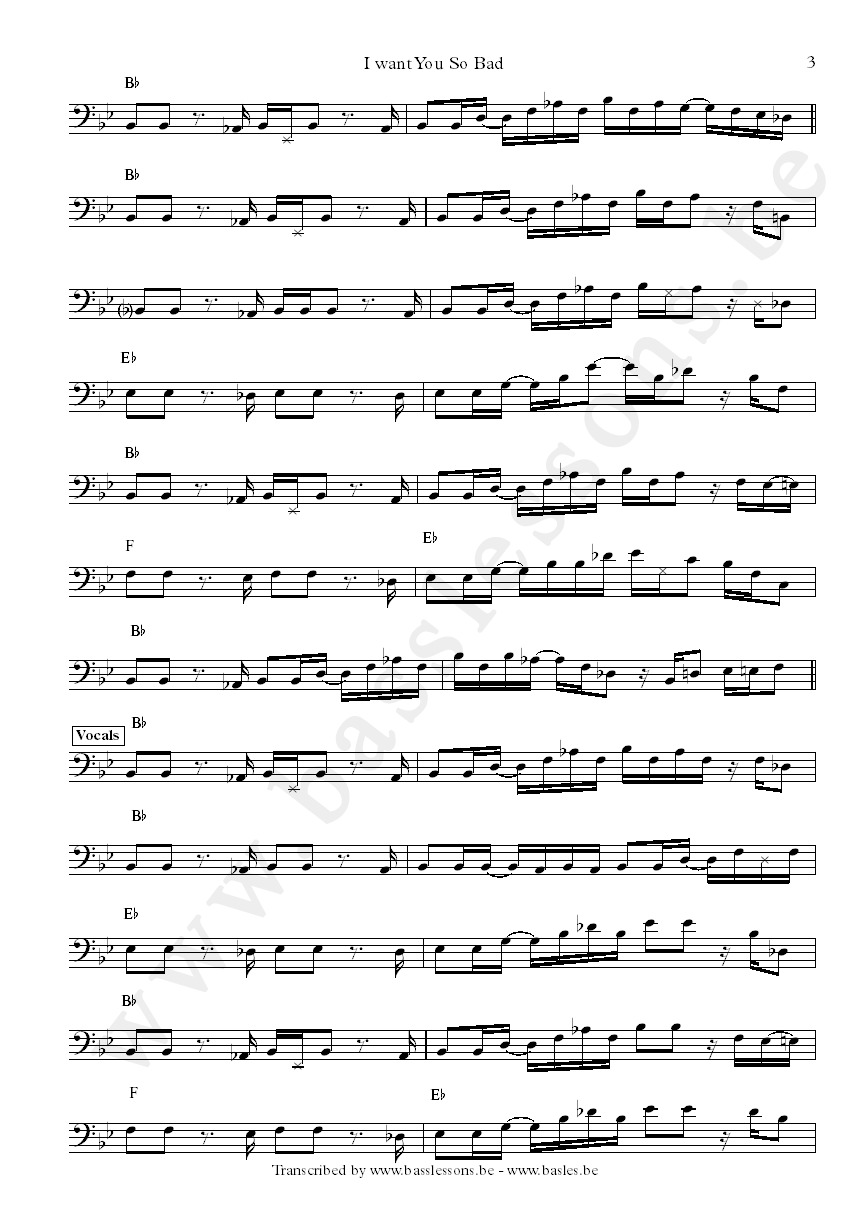 I want You So Bad 3
B♭
B♭
E♭
B♭
F E♭
B♭
Vocals B♭
B♭
E♭
B♭
F E♭
Transcribed by www.basslessons.be - www.basles.be
www.basslessons.be